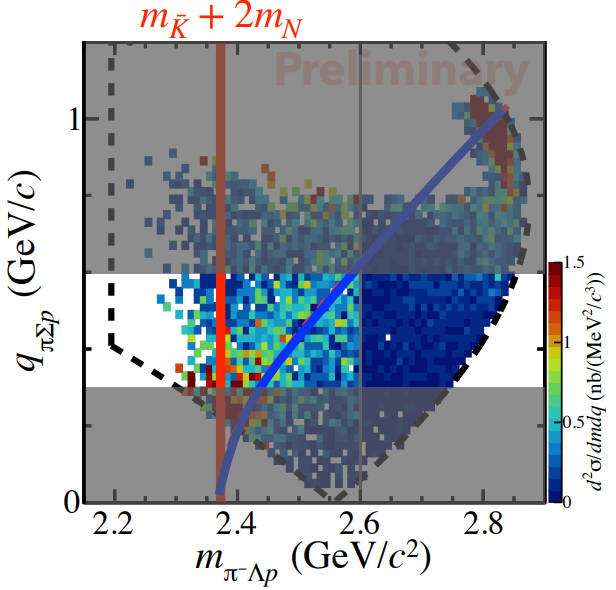 m_K̄ + 2m_N
Preliminary
1
0
q_πΣp (GeV/c)
2.2 2.4 2.6 2.8
m_π⁻Λp (GeV/c²)
1.5
1
0.5
0
d²σ/dmdq (nb/(MeV²/c³))